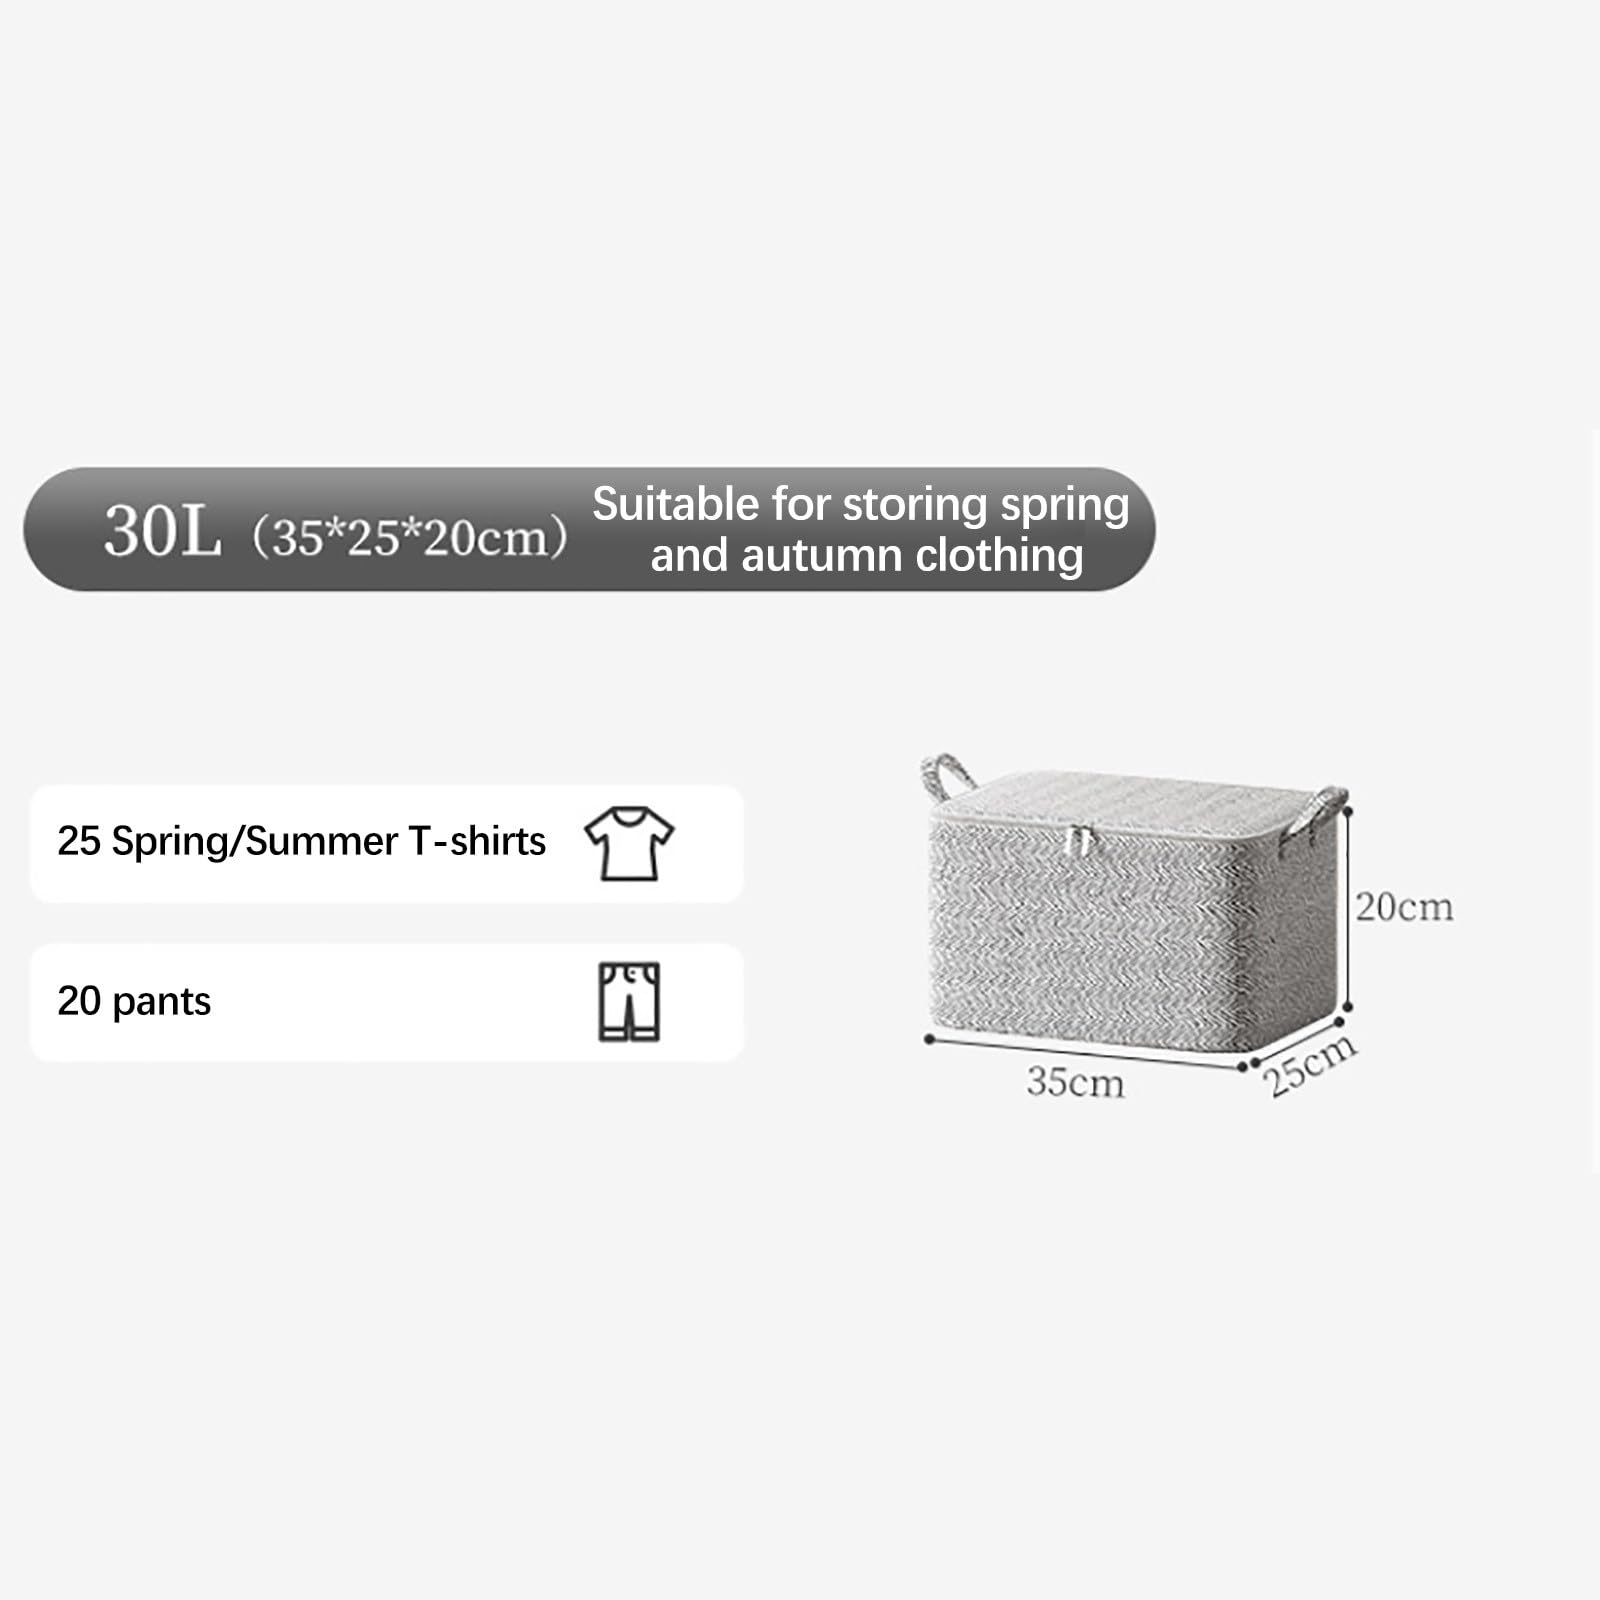 30L（35*25*20cm） Suitable for storing spring
and autumn clothing
25 Spring/Summer T-shirts
20 pants
20cm
35cm
25cm